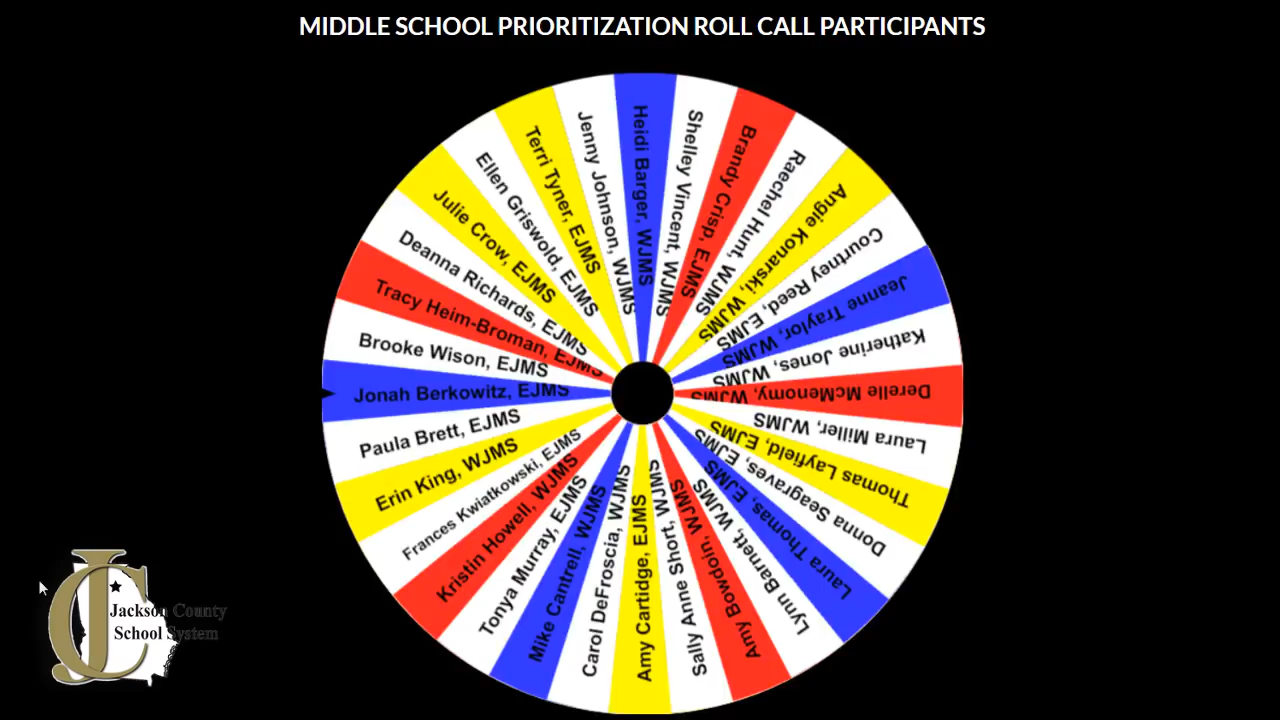 MIDDLE SCHOOL PRIORITIZATION ROLL CALL PARTICIPANTS
Heidi Barger, WJMS
Shelley Vincent, WJMS
Brandy Crisp, EJMS
Raechel Hunt, WJMS
Angie Konarski, WJMS
Courtney Reed, EJMS
Jeanne Traylor, WJMS
Katherine Jones, WJMS
Derelle McMenomy, WJMS
Laura Miller, WJMS
Thomas Layfield, EJMS
Donna Seagraves, EJMS
Laura Thomas, EJMS
Lynn Barnett, WJMS
Amy Bowdoin, WJMS
Sally Anne Short, WJMS
Amy Cartidge, EJMS
Carol DeFroscia, WJMS
Mike Cantrell, WJMS
Tonya Murray, EJMS
Kristin Howell, WJMS
Frances Kwiatkowski, EJMS
Erin King, WJMS
Paula Brett, EJMS
Jonah Berkowitz, EJMS
Brooke Wison, EJMS
Tracy Heim-Broman, EJMS
Deanna Richards, EJMS
Julie Crow, EJMS
Ellen Griswold, EJMS
Terri Tyner, EJMS
Jenny Johnson, WJMS
JC
Jackson County
School System